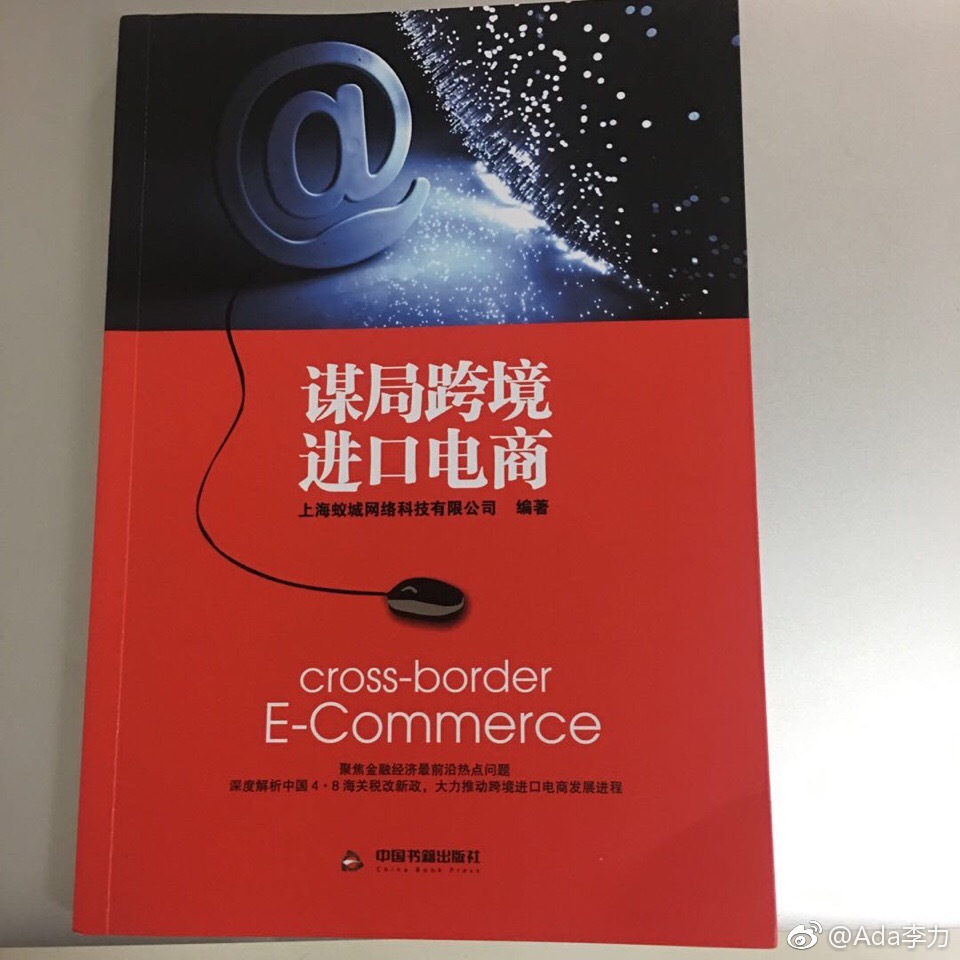 @
谋局跨境
进口电商
上海蚁城网络科技有限公司 编著
cross-border
E-Commerce
聚焦金融经济最前沿热点问题
深度解析中国4·8海关税改新政，大力推动跨境进口电商发展进程
中国书籍出版社
China Book Press
@Ada李力